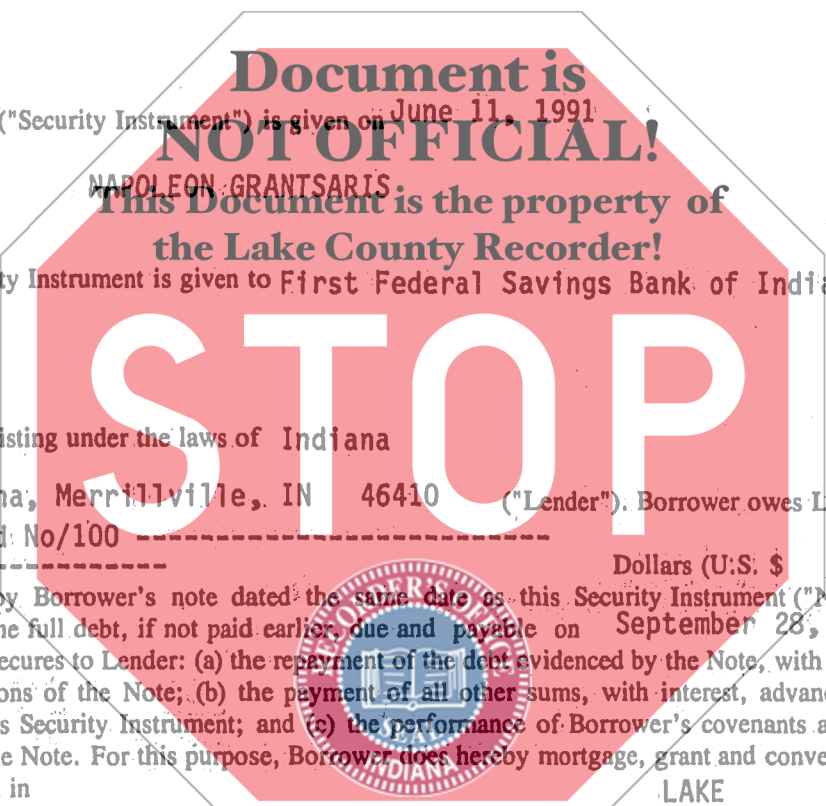 Document is
("Security Instrument") is given on June 11, 1991
NOT OFFICIAL!
NAPOLEON GRANTSARIS
This Document is the property of
the Lake County Recorder!
ty Instrument is given to First Federal Savings Bank of India
STOP
isting under the laws of Indiana
na, Merrillville, IN 46410 ("Lender"). Borrower owes L
d No/100 ----------------------------
------------
Dollars (U.S. $
by Borrower's note dated the same date as this Security Instrument ("N
he full debt, if not paid earlier, due and payable on September 28,
ecures to Lender: (a) the repayment of the debt evidenced by the Note, with
ons of the Note; (b) the payment of all other sums, with interest, advanc
s Security Instrument; and (c) the performance of Borrower's covenants a
e Note. For this purpose, Borrower does hereby mortgage, grant and conve
in LAKE
RECORDER'S OFFICE
SEAL
INDIANA